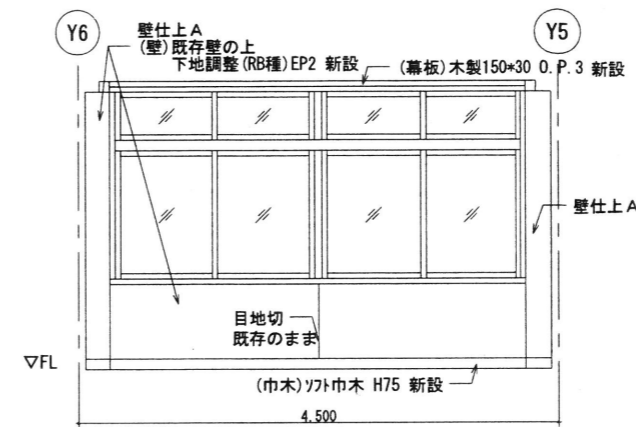 Y6
Y5
壁仕上A
(壁)既存壁の上
下地調整(RB種)EP2 新設
(幕板)木製150*30 O.P.3 新設
壁仕上A
目地切
既存のまま
▽FL
(巾木)ソフト巾木 H75 新設
4.500